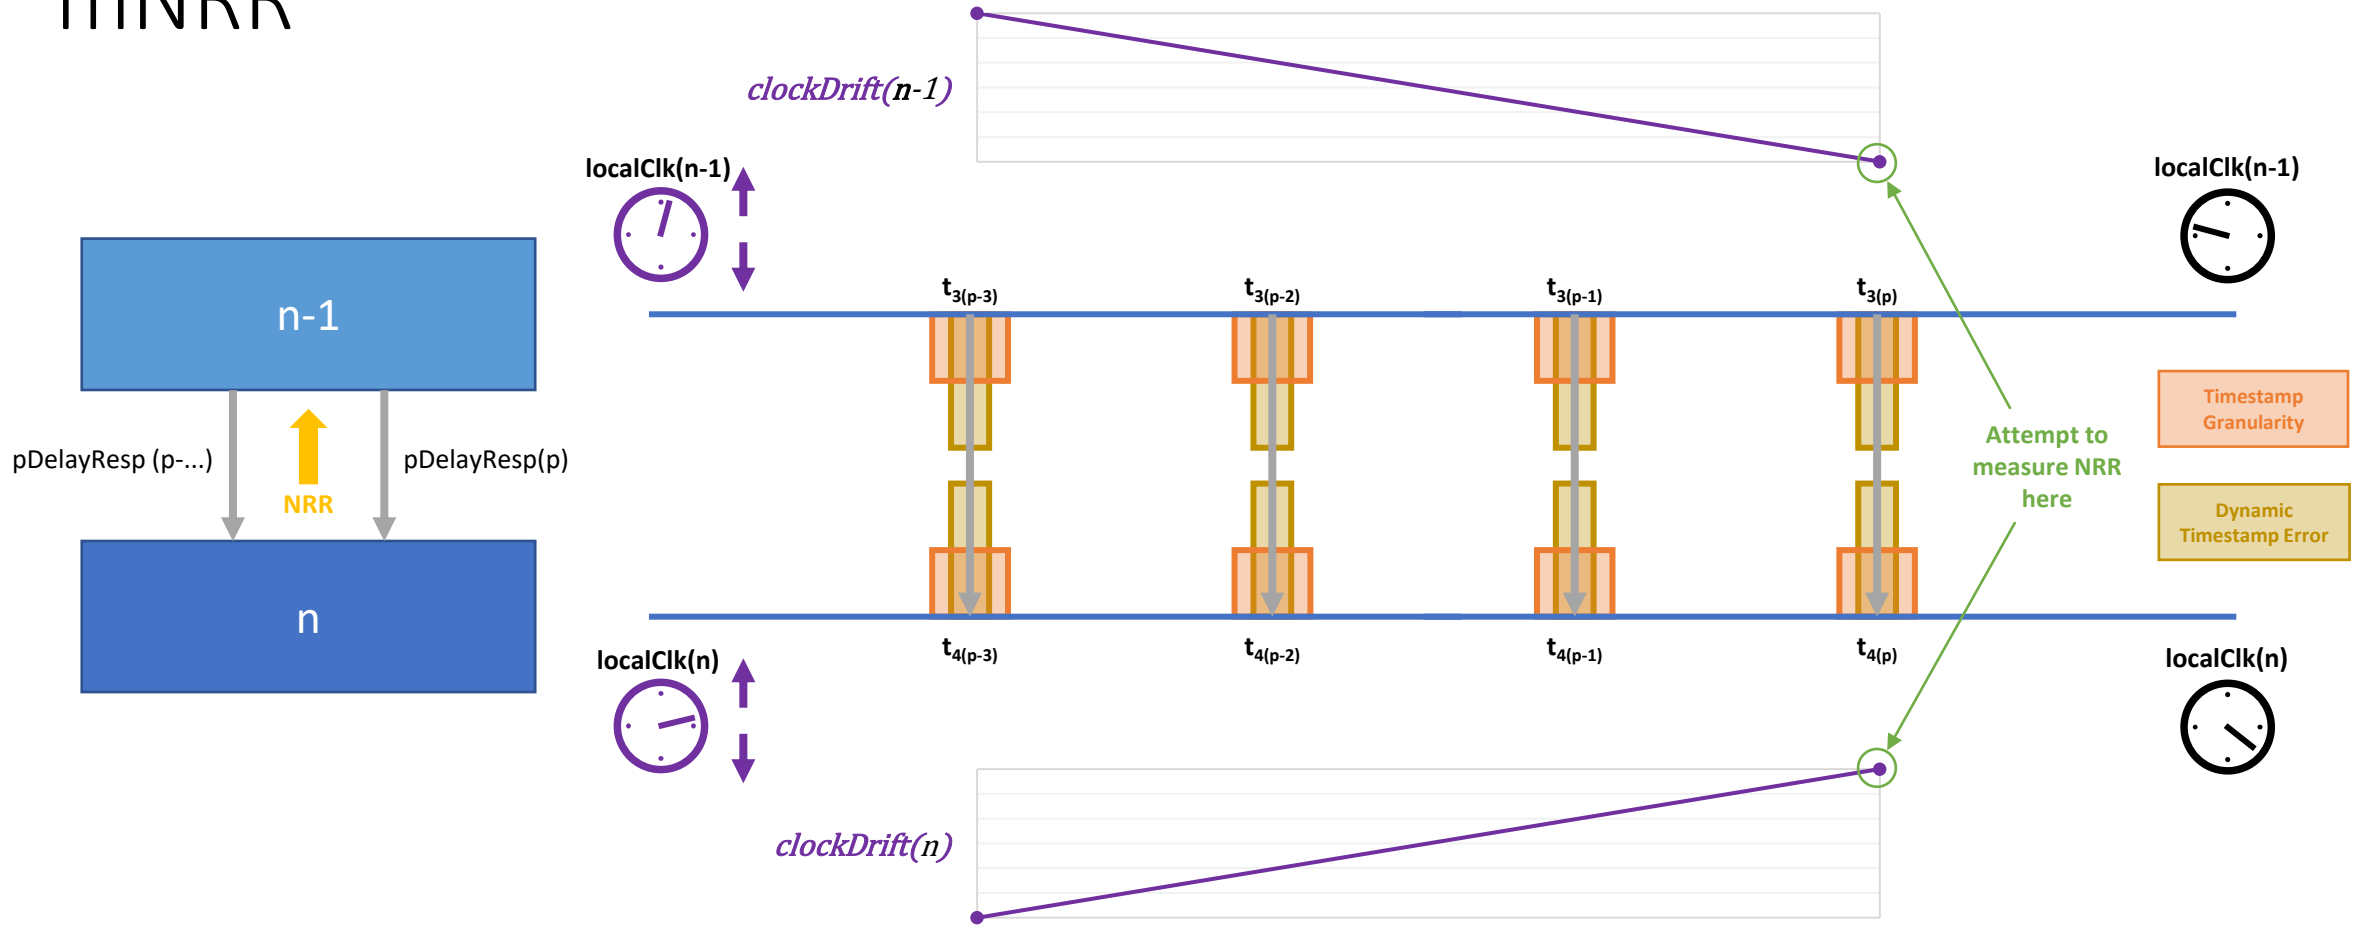 mNRR
clockDrift(n-1)
localClk(n-1)
localClk(n-1)
t3(p-3)
t3(p-2)
t3(p-1)
t3(p)
n-1
Timestamp
Granularity
Attempt to
measure NRR
here
pDelayResp (p-...)
pDelayResp(p)
NRR
Dynamic
Timestamp Error
n
t4(p-3)
t4(p-2)
t4(p-1)
t4(p)
localClk(n)
localClk(n)
clockDrift(n)